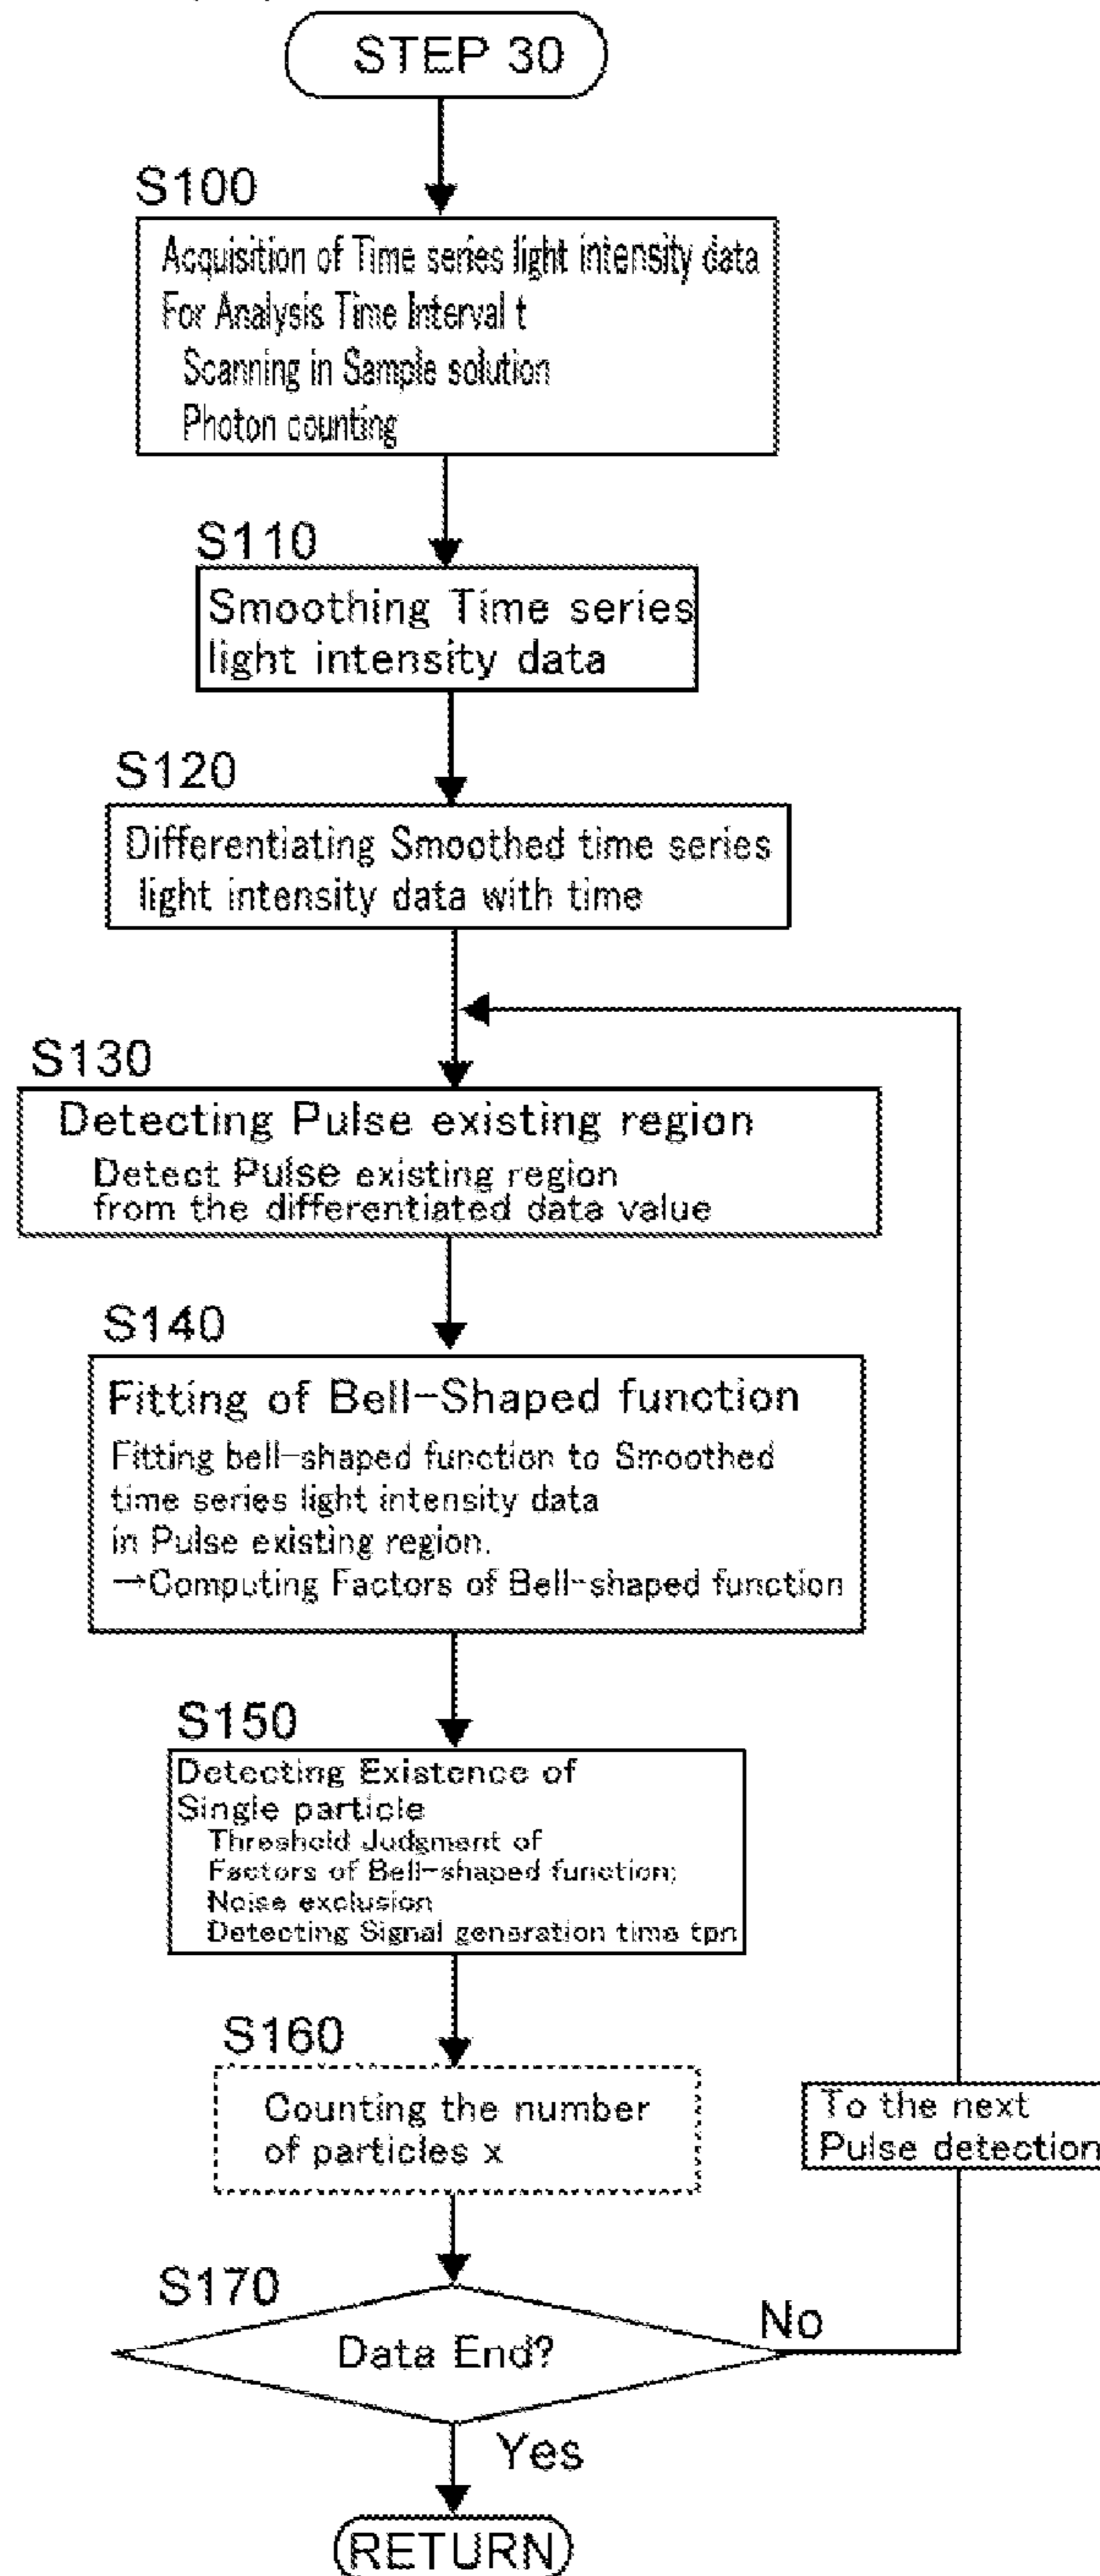 STEP 30
S100
Acquisition of Time series light intensity data
For Analysis Time Interval t
Scanning in Sample solution
Photon counting
S110
Smoothing Time series
light intensity data
S120
Differentiating Smoothed time series
light intensity data with time
S130
Detecting Pulse existing region
Detect Pulse existing region
from the differentiated data value
S140
Fitting of Bell-Shaped function
Fitting bell-shaped function to Smoothed
time series light intensity data
in Pulse existing region.
→Computing Factors of Bell-shaped function
S150
Detecting Existence of
Single particle
Threshold Judgment of
Factors of Bell-shaped function;
Noise exclusion
Detecting Signal generation time tpn
S160
Counting the number
of particles x
To the next
Pulse detection
S170
Data End?
No
Yes
RETURN